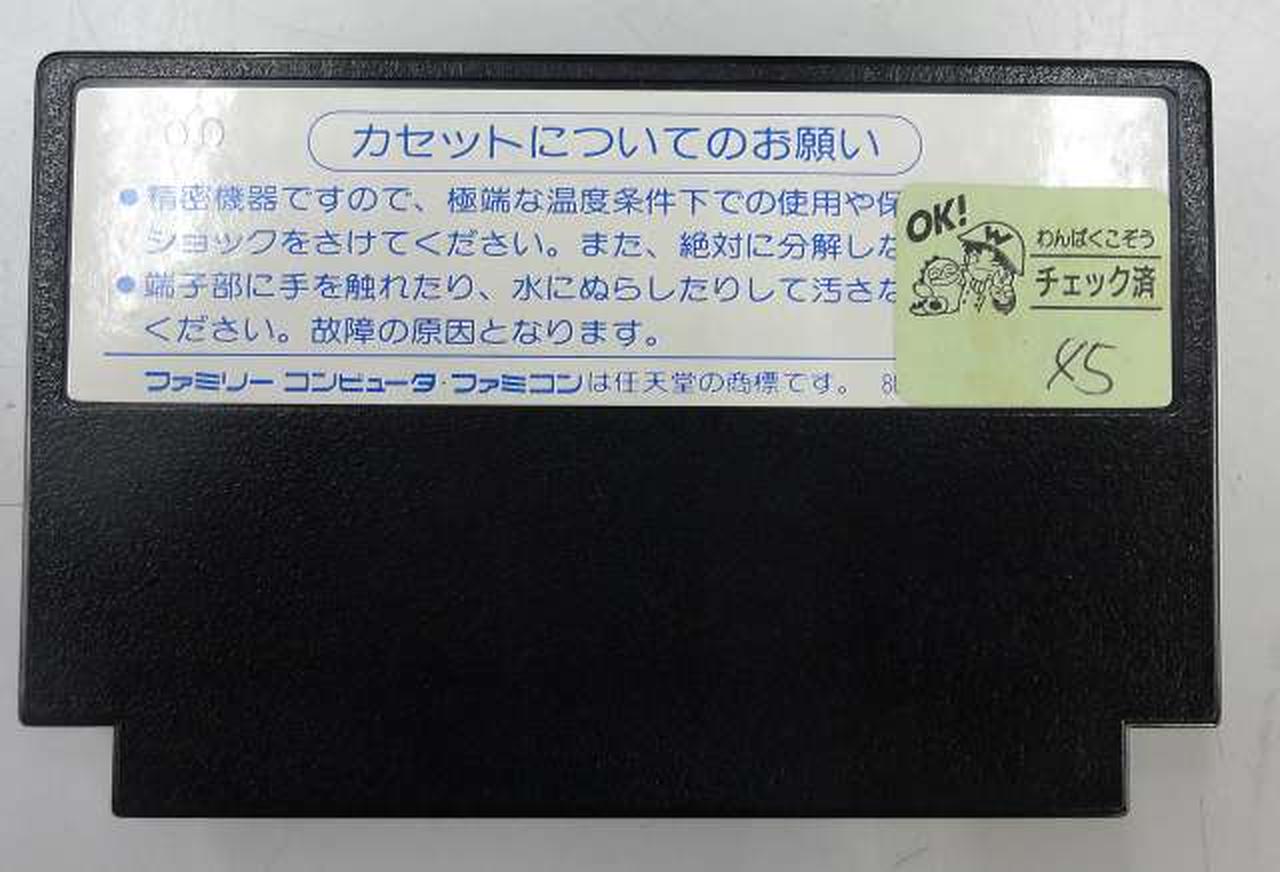 カセットについてのお願い
●精密機器ですので、極端な温度条件下での使用や保
ショックをさけてください。また、絶対に分解した
●端子部に手を触れたり、水にぬらしたりして汚さな
ください。故障の原因となります。
ファミリー コンピュータ・ファミコンは任天堂の商標です。
OK!
W
わんぱくこぞう
チェック済